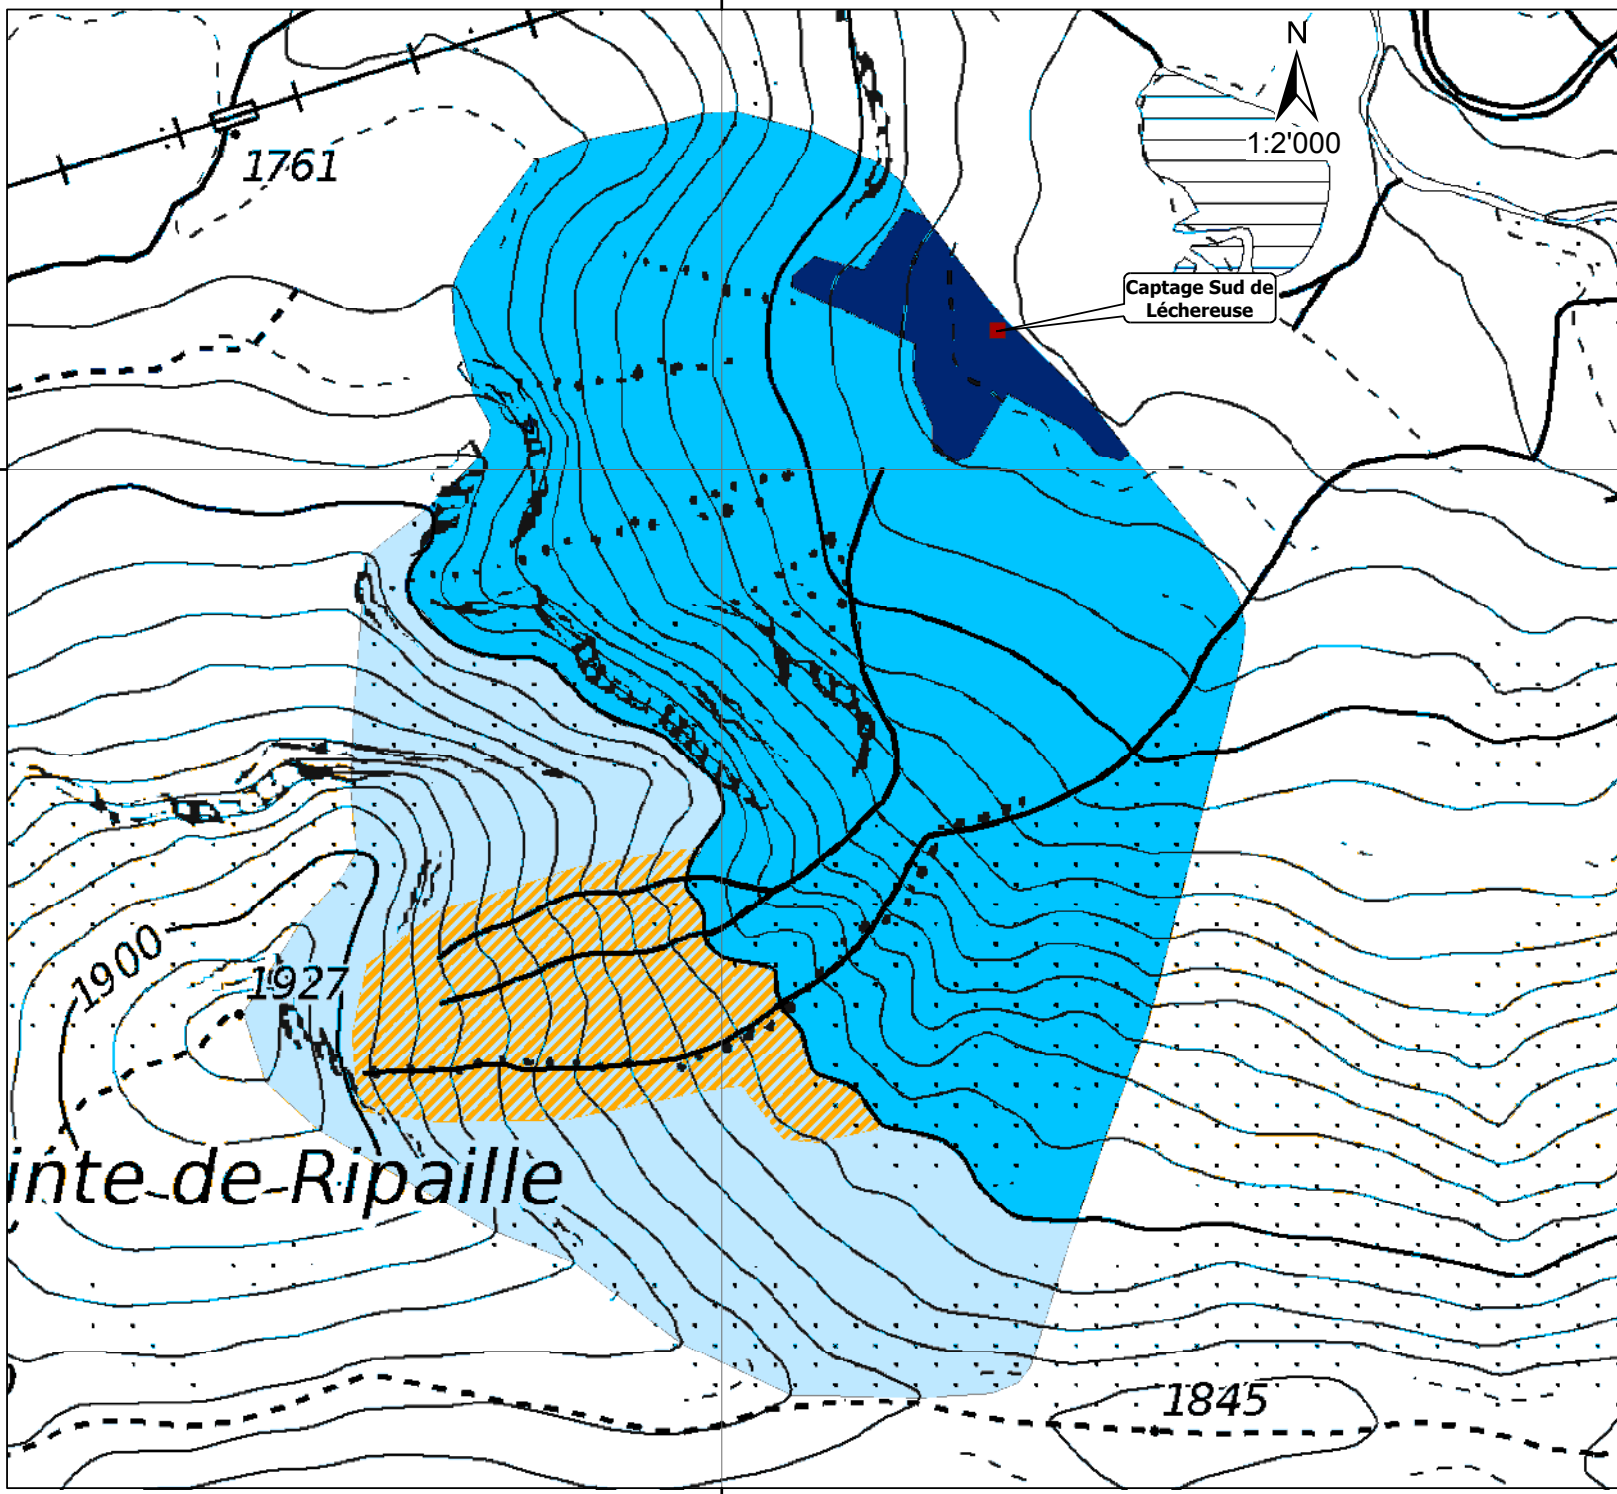 N
1:2'000
1761
Captage Sud de
Léchereuse
1900
1927
inte de Ripaille
1845